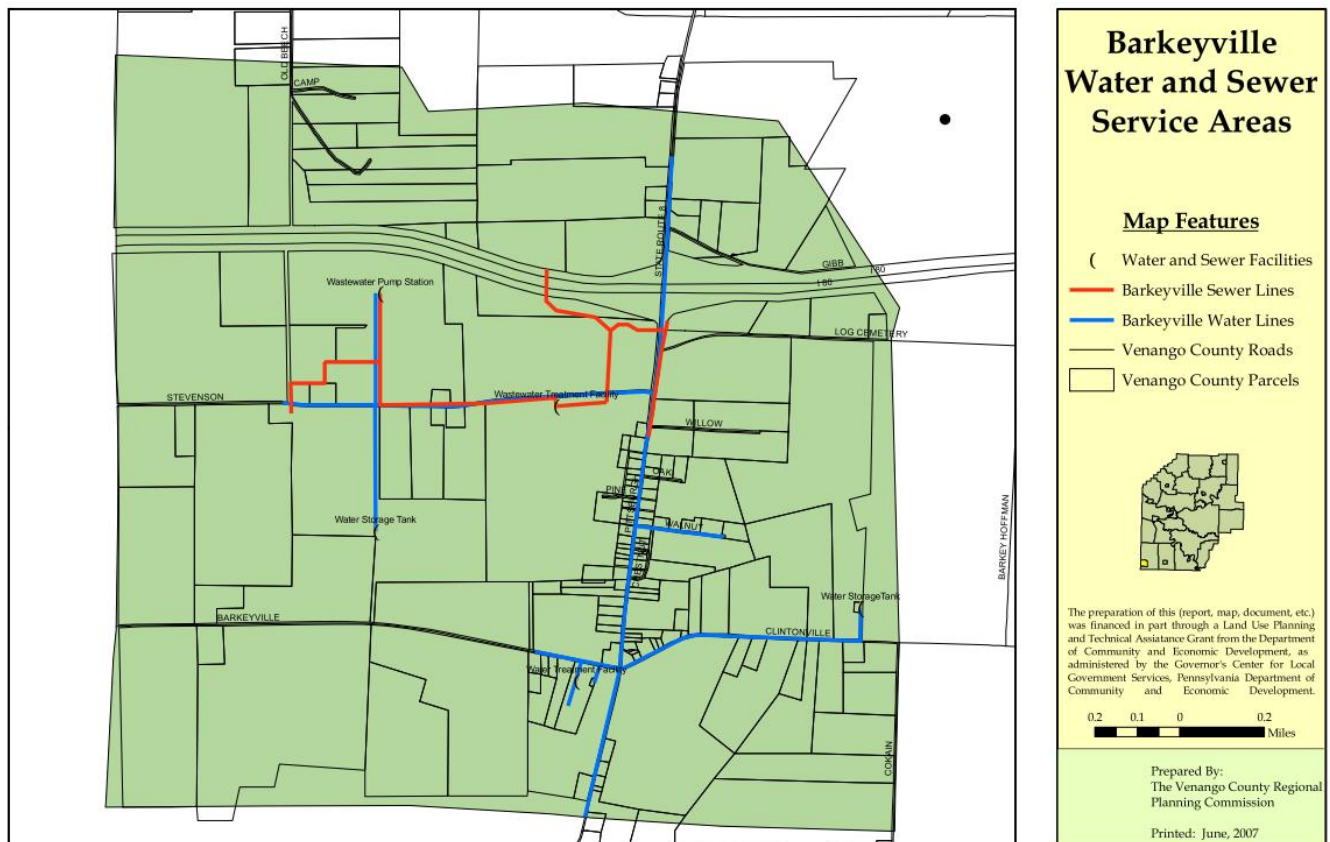 OLD BEECH
CAMP
STATE ROUTE 8
GIBB
I 80
I 80
Wastewater Pump Station
LOG CEMETERY
STEVENSON
Wastewater Treatment Facility
WILLOW
OAK
PINE
WALNUT
Water Storage Tank
BARKEY HOFFMAN
Water StorageTank
BARKEYVILLE
CLINTONVILLE
Water Treatment Facility
COKAIN
Barkeyville
Water and Sewer
Service Areas
Map Features
Water and Sewer Facilities
Barkeyville Sewer Lines
Barkeyville Water Lines
Venango County Roads
Venango County Parcels
The preparation of this (report, map, document, etc.)
was financed in part through a Land Use Planning
and Technical Assiatance Grant from the Department
of Community and Economic Development, as
administered by the Governor's Center for Local
Government Services, Pennsylvania Department of
Community and Economic Development.
0.2 0.1 0 0.2
Miles
Prepared By:
The Venango County Regional
Planning Commission
Printed: June, 2007